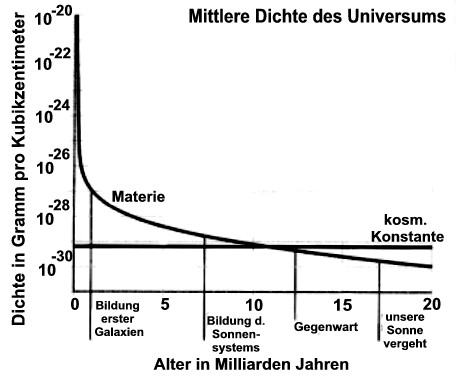 Mittlere Dichte des Universums
Dichte in Gramm pro Kubikzentimeter
10-20
10-22
10-24
10-26
10-28
10-30
Materie
kosm.
Konstante
0
5
10
15
20
Bildung
erster
Galaxien
Bildung d.
Sonnen-
systems
Gegenwart
unsere
Sonne
vergeht
Alter in Milliarden Jahren